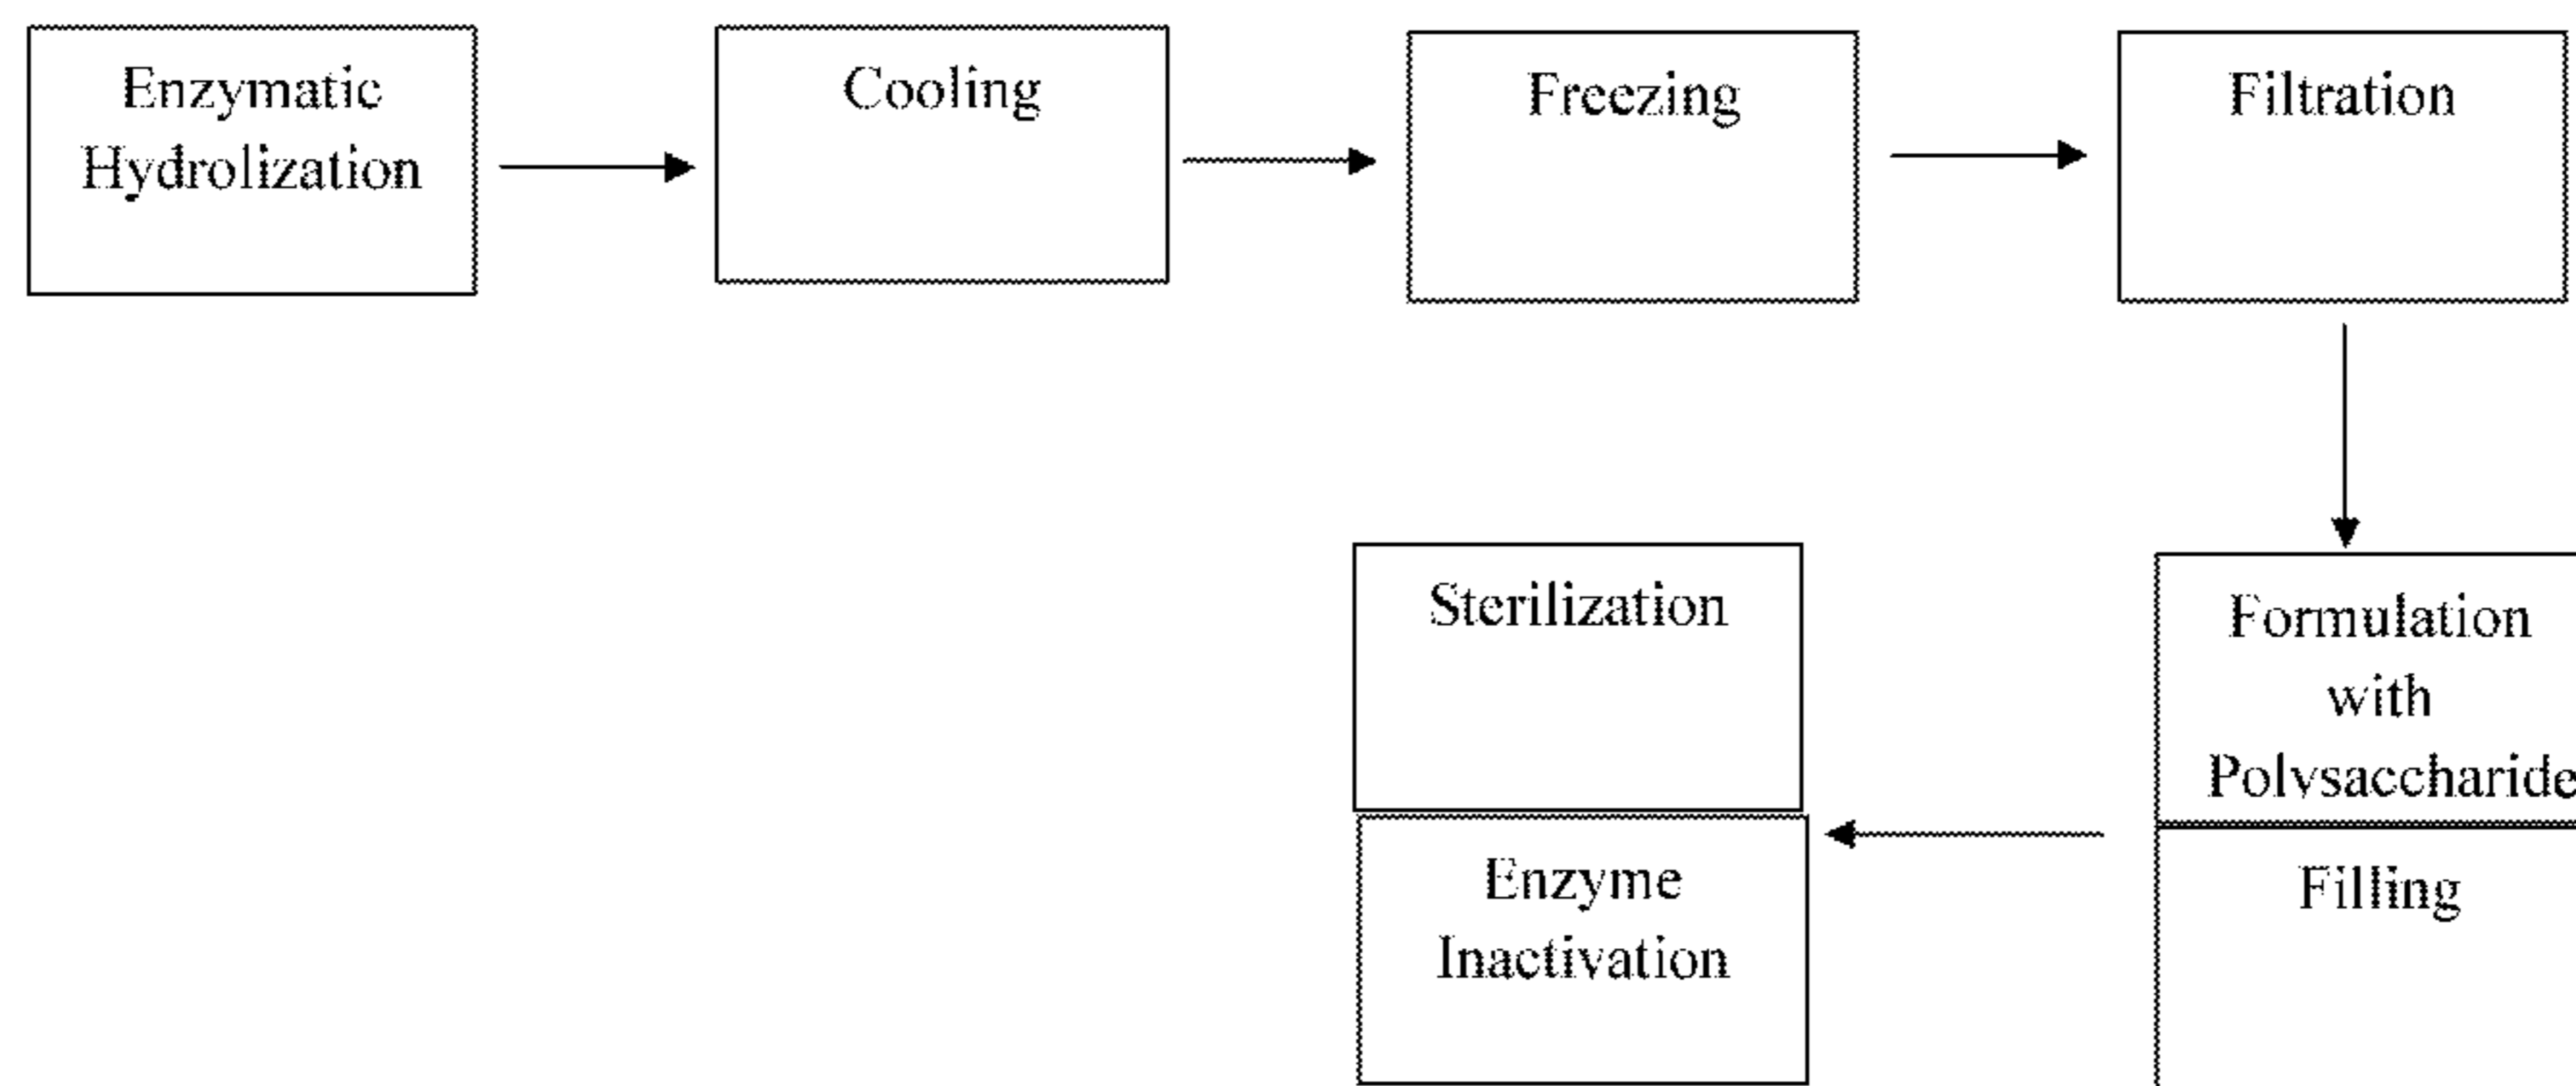 Enzymatic
Hydrolization
Cooling
Freezing
Filtration
Formulation
with
Polysaccharide
Filling
Sterilization
Enzyme
Inactivation